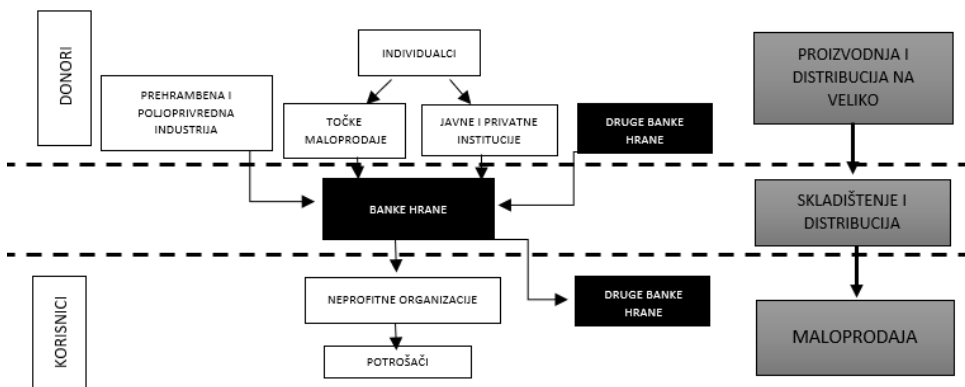 DONORI
INDIVIDUALCI
PREHRAMBENA I
POLJOPRIVREDNA
INDUSTRIJA
TOČKE
MALOPRODAJE
JAVNE I PRIVATNE
INSTITUCIJE
DRUGE BANKE
HRANE
PROIZVODNJA I
DISTRIBUCIJA NA
VELIKO
BANKE HRANE
SKLADIŠTENJE I
DISTRIBUCIJA
KORISNICI
NEPROFITNE ORGANIZACIJE
DRUGE BANKE
HRANE
POTROŠAČI
MALOPRODAJA